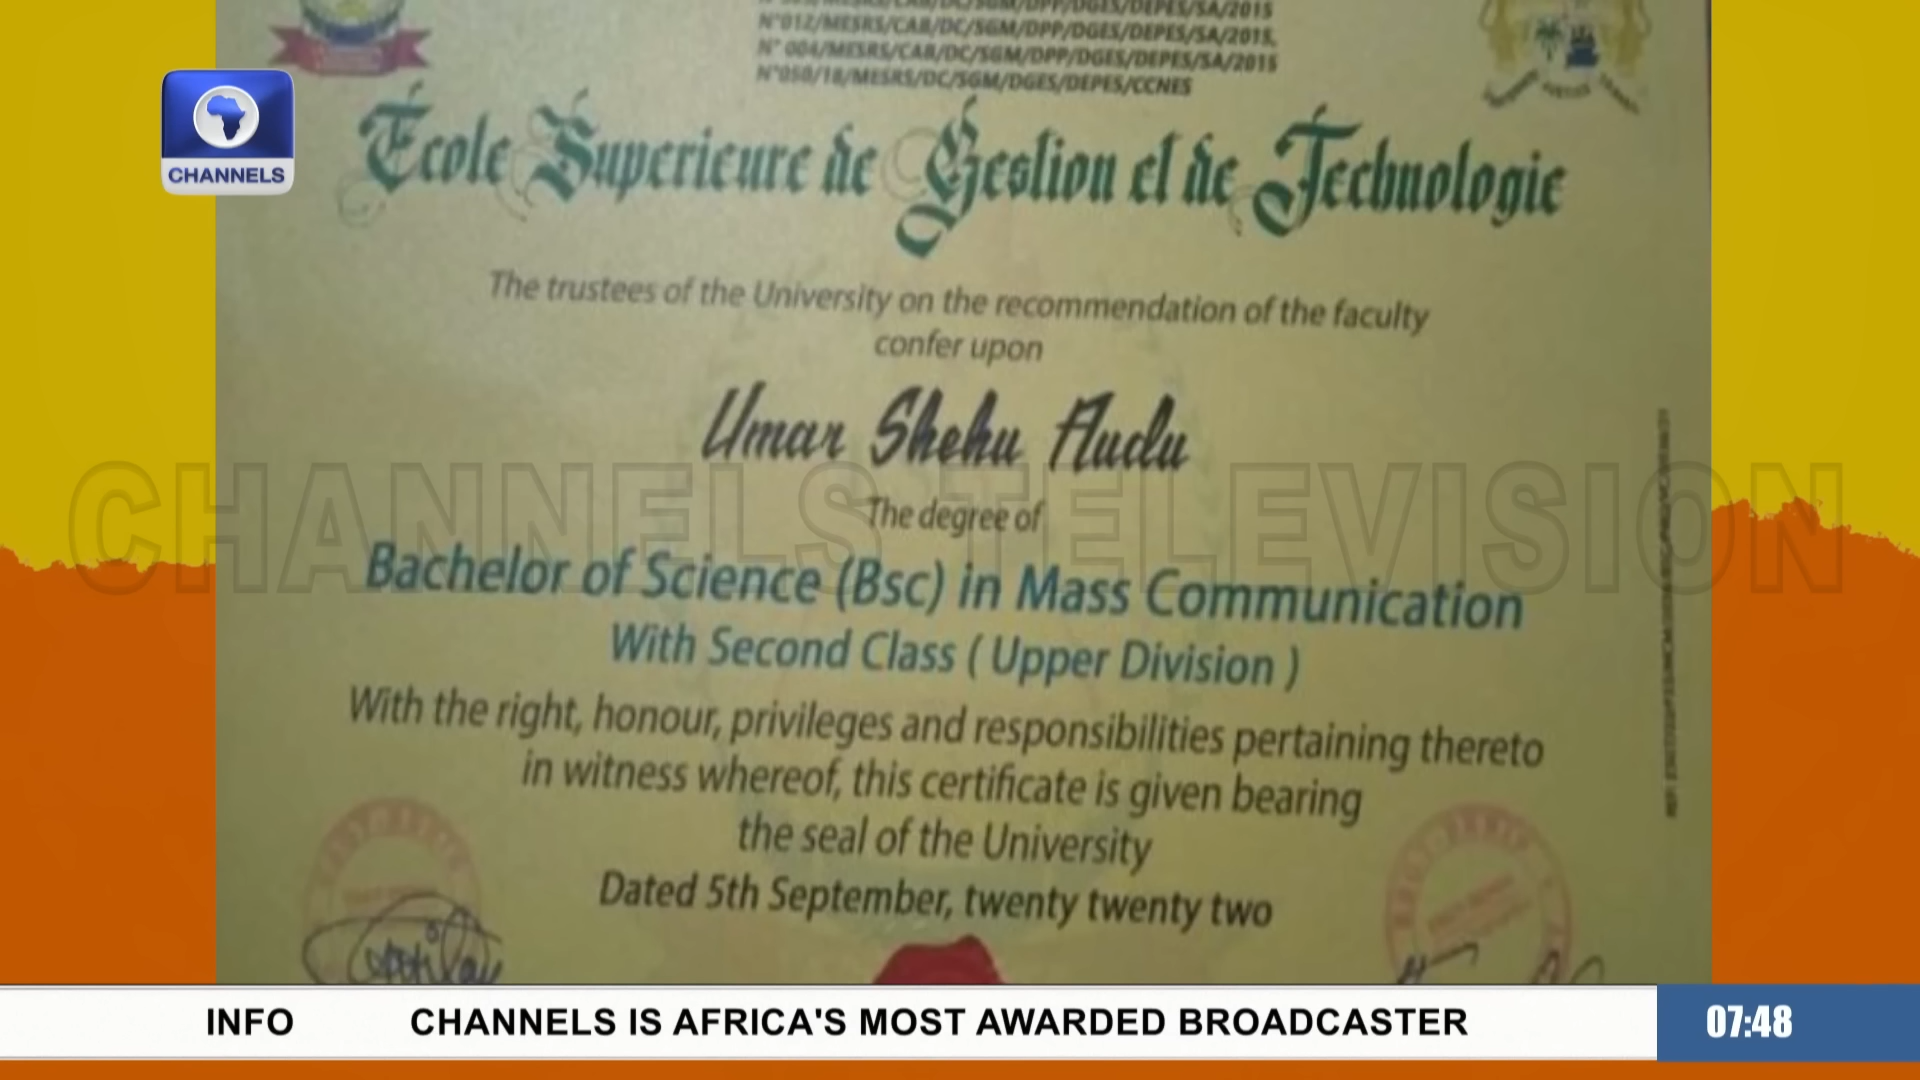 N°012/MESRS/CAB/DC/SGM/DPP/DGES/DEPES/SA/2015,
N° 004/MESRS/CAB/DC/SGM/DPP/DGES/DEPES/SA/2015
N°050/18/MESRS/DC/SGM/DGES/DEPES/CCNES
CHANNELS
École Śuperieure de Gestion et de Technologie
The trustees of the University on the recommendation of the faculty
confer upon
Umar Shehu Audu
CHANNELS TELEVISION
The degree of
Bachelor of Science (Bsc) in Mass Communication
With Second Class ( Upper Division )
With the right, honour, privileges and responsibilities pertaining thereto
in witness whereof, this certificate is given bearing
the seal of the University
Dated 5th September, twenty twenty two
INFO CHANNELS IS AFRICA'S MOST AWARDED BROADCASTER 07:48